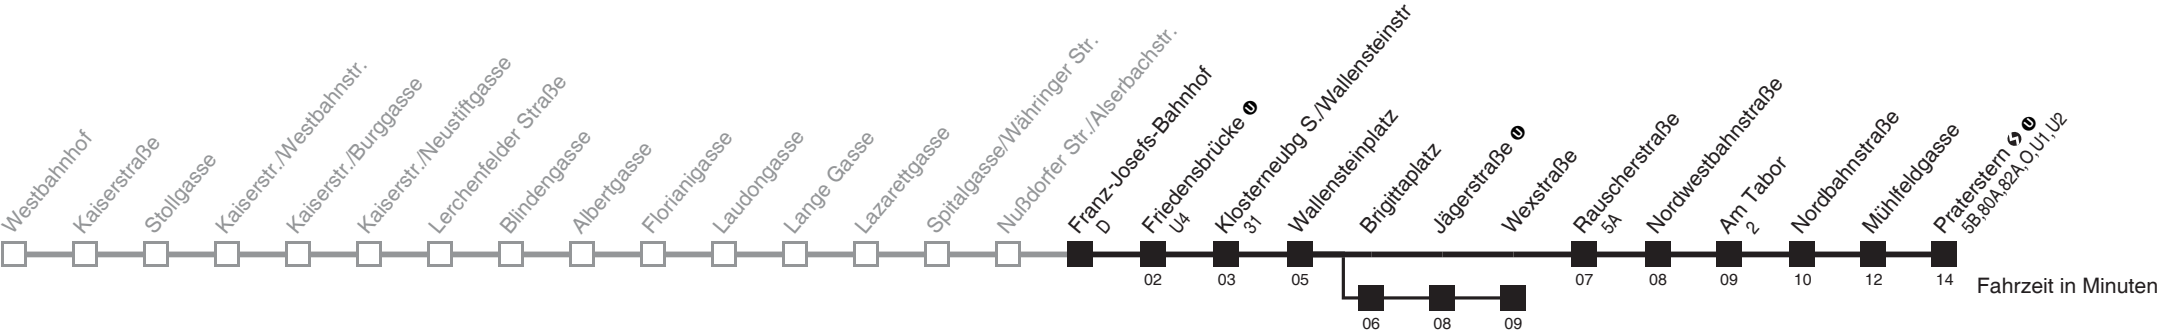 Westbahnhof
Kaiserstraße
Stollgasse
Kaiserstr./Westbahnstr.
Kaiserstr./Burggasse
Kaiserstr./Neustiftgasse
Lerchenfelder Straße
Blindengasse
Albertgasse
Florianigasse
Laudongasse
Lange Gasse
Lazarettgasse
Spitalgasse/Währinger Str.
Nußdorfer Str./Alserbachstr.
Franz-Josefs-Bahnhof
D
Friedensbrücke U
U4
Klosterneubg S./Wallensteinstr
31
Wallensteinplatz
Brigittaplatz
Jägerstraße U
Wexstraße
Rauscherstraße
5A
Nordwestbahnstraße
Am Tabor
2
Nordbahnstraße
Mühlfeldgasse
Praterstern S U
5B,80A,82A,O,U1,U2
02 03 05 07 08 09 10 12 14
Fahrzeit in Minuten
06 08 09